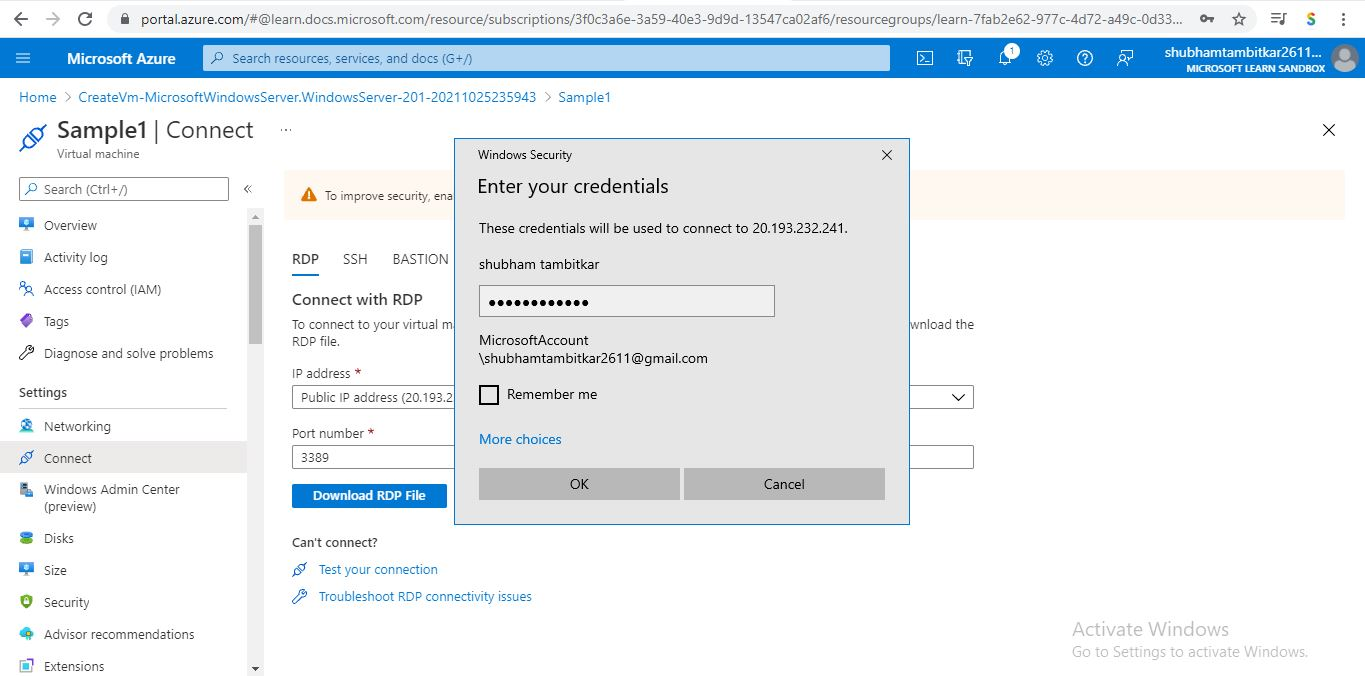 portal.azure.com/#@learn.docs.microsoft.com/resource/subscriptions/3f0c3a6e-3a59-40e3-9d9d-13547ca02af6/resourcegroups/learn-7fab2e62-977c-4d72-a49c-0d33...
Microsoft Azure
Search resources, services, and docs (G+/)
1
shubhamtambitkar2611...
MICROSOFT LEARN SANDBOX
Home > CreateVm-MicrosoftWindowsServer.WindowsServer-201-20211025235943 > Sample1
Sample1 | Connect ...
Virtual machine
Search (Ctrl+/)
Overview
Activity log
Access control (IAM)
Tags
Diagnose and solve problems
Settings
Networking
Connect
Windows Admin Center
(preview)
Disks
Size
Security
Advisor recommendations
Extensions
To improve security, ena
RDP SSH BASTION
Connect with RDP
To connect to your virtual m
wnload the
RDP file.
IP address *
Public IP address (20.193.2
Port number *
3389
Download RDP File
Can't connect?
Test your connection
Troubleshoot RDP connectivity issues
Windows Security
Enter your credentials
These credentials will be used to connect to 20.193.232.241.
shubham tambitkar
●●●●●●●●●●●●
MicrosoftAccount
\shubhamtambitkar2611@gmail.com
Remember me
More choices
OK
Cancel
Activate Windows
Go to Settings to activate Windows.